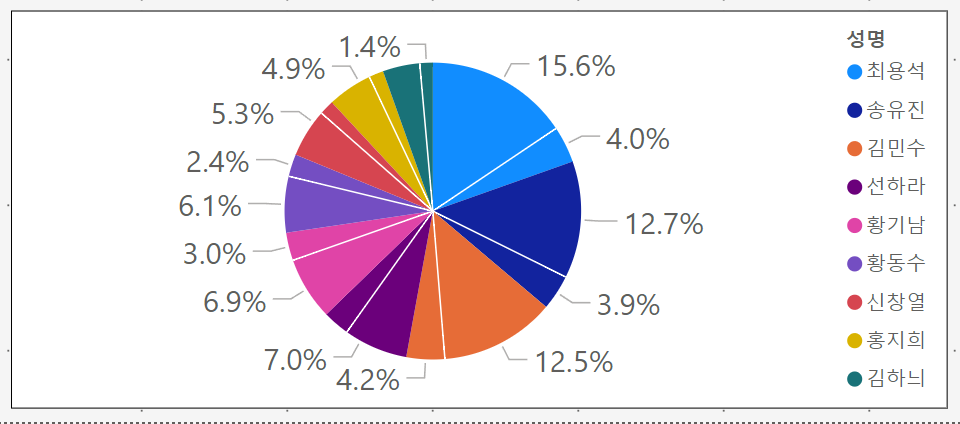 성명
최용석
송유진
김민수
선하라
황기남
황동수
신창열
홍지희
김하늬
15.6%
4.0%
12.7%
3.9%
12.5%
4.2%
7.0%
6.9%
3.0%
6.1%
2.4%
5.3%
4.9%
1.4%